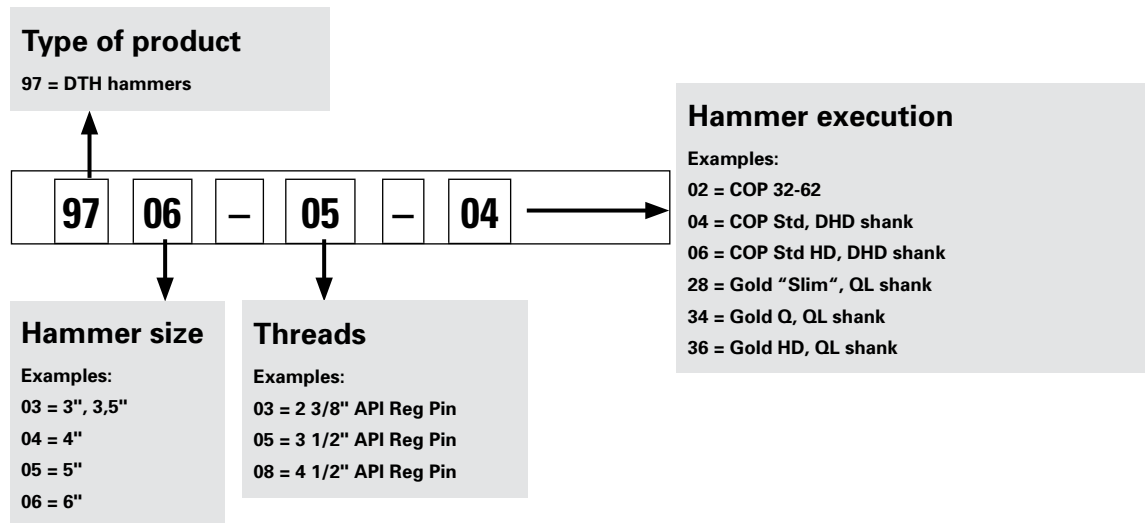 Type of product
97 = DTH hammers
97 06 – 05 – 04
Hammer execution
Examples:
02 = COP 32-62
04 = COP Std, DHD shank
06 = COP Std HD, DHD shank
28 = Gold “Slim“, QL shank
34 = Gold Q, QL shank
36 = Gold HD, QL shank
Hammer size
Examples:
03 = 3", 3,5"
04 = 4"
05 = 5"
06 = 6"
Threads
Examples:
03 = 2 3/8" API Reg Pin
05 = 3 1/2" API Reg Pin
08 = 4 1/2" API Reg Pin